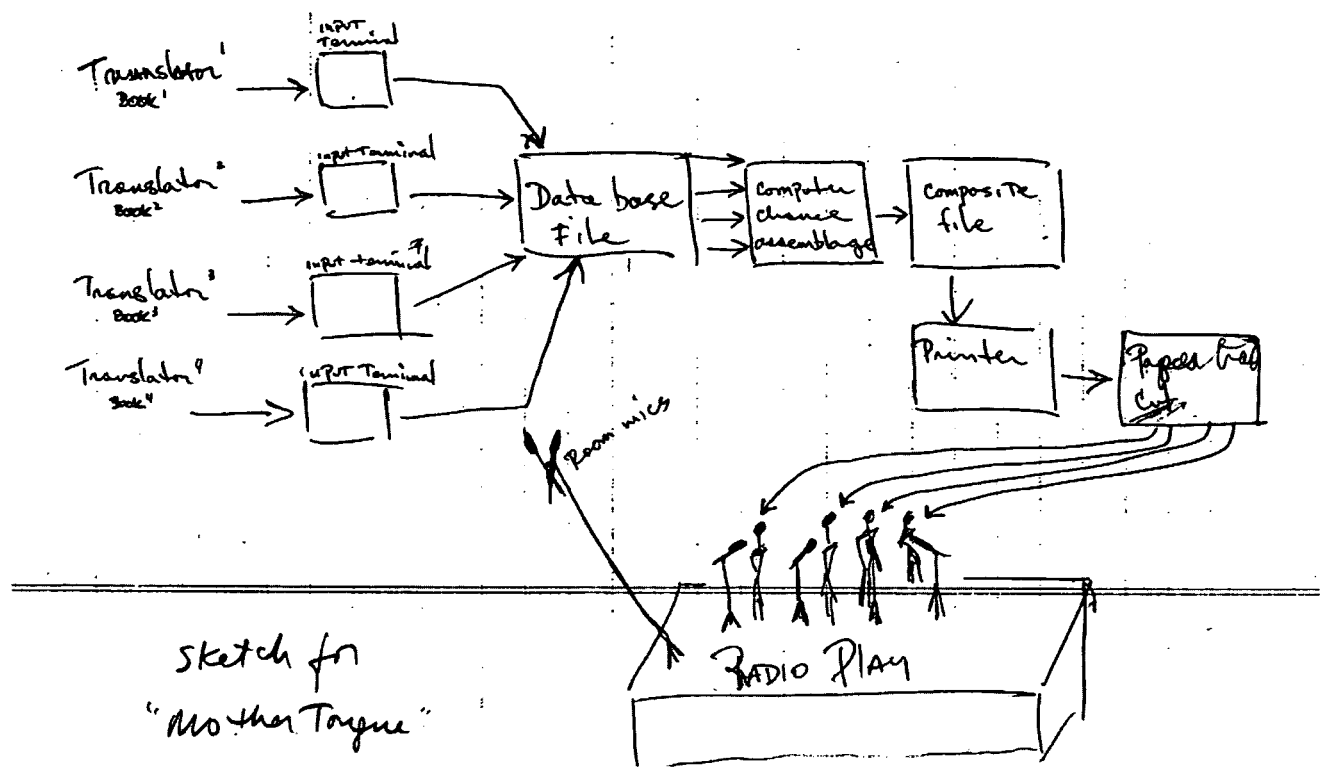 Translator¹
Book¹
INPUT
Terminal
Translator²
Book²
Input Terminal
Translator³
Book³
INPUT terminal
Translator⁴
Book⁴
INPUT Terminal
Data base
File
computer
chance
assemblage
composite
file
Printer
Paper
Cut
Room mics
RADIO PLAY
Sketch for
"Mother Tongue"